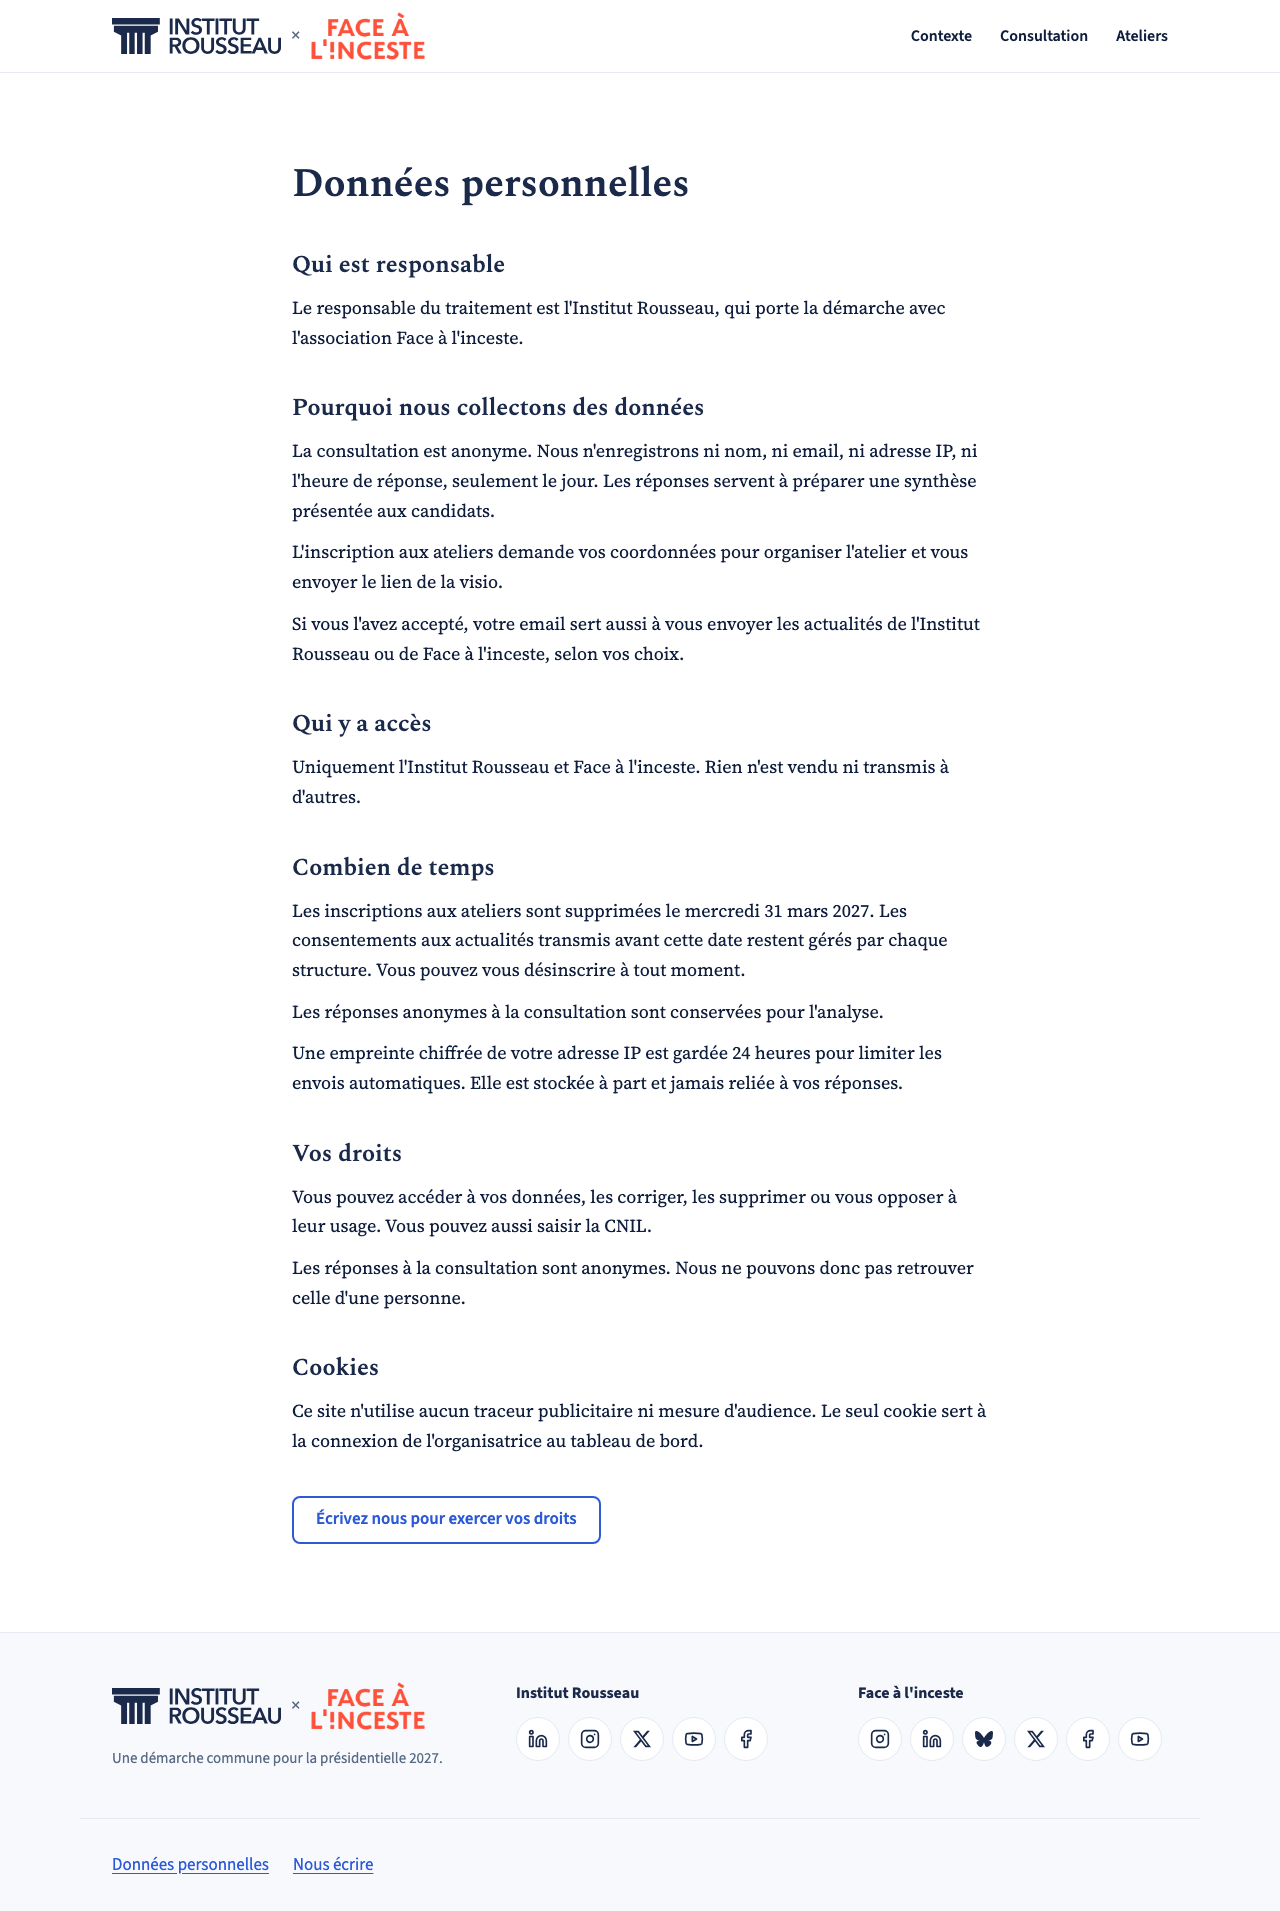 INSTITUT
ROUSSEAU
×
FACE À
L'INCESTE
Contexte
Consultation
Ateliers
Données personnelles
Qui est responsable
Le responsable du traitement est l'Institut Rousseau, qui porte la démarche avec
l'association Face à l'inceste.
Pourquoi nous collectons des données
La consultation est anonyme. Nous n'enregistrons ni nom, ni email, ni adresse IP, ni
l'heure de réponse, seulement le jour. Les réponses servent à préparer une synthèse
présentée aux candidats.
L'inscription aux ateliers demande vos coordonnées pour organiser l'atelier et vous
envoyer le lien de la visio.
Si vous l'avez accepté, votre email sert aussi à vous envoyer les actualités de l'Institut
Rousseau ou de Face à l'inceste, selon vos choix.
Qui y a accès
Uniquement l'Institut Rousseau et Face à l'inceste. Rien n'est vendu ni transmis à
d'autres.
Combien de temps
Les inscriptions aux ateliers sont supprimées le mercredi 31 mars 2027. Les
consentements aux actualités transmis avant cette date restent gérés par chaque
structure. Vous pouvez vous désinscrire à tout moment.
Les réponses anonymes à la consultation sont conservées pour l'analyse.
Une empreinte chiffrée de votre adresse IP est gardée 24 heures pour limiter les
envois automatiques. Elle est stockée à part et jamais reliée à vos réponses.
Vos droits
Vous pouvez accéder à vos données, les corriger, les supprimer ou vous opposer à
leur usage. Vous pouvez aussi saisir la CNIL.
Les réponses à la consultation sont anonymes. Nous ne pouvons donc pas retrouver
celle d'une personne.
Cookies
Ce site n'utilise aucun traceur publicitaire ni mesure d'audience. Le seul cookie sert à
la connexion de l'organisatrice au tableau de bord.
Écrivez nous pour exercer vos droits
INSTITUT
ROUSSEAU
×
FACE À
L'INCESTE
Une démarche commune pour la présidentielle 2027.
Institut Rousseau
Face à l'inceste
Données personnelles
Nous écrire